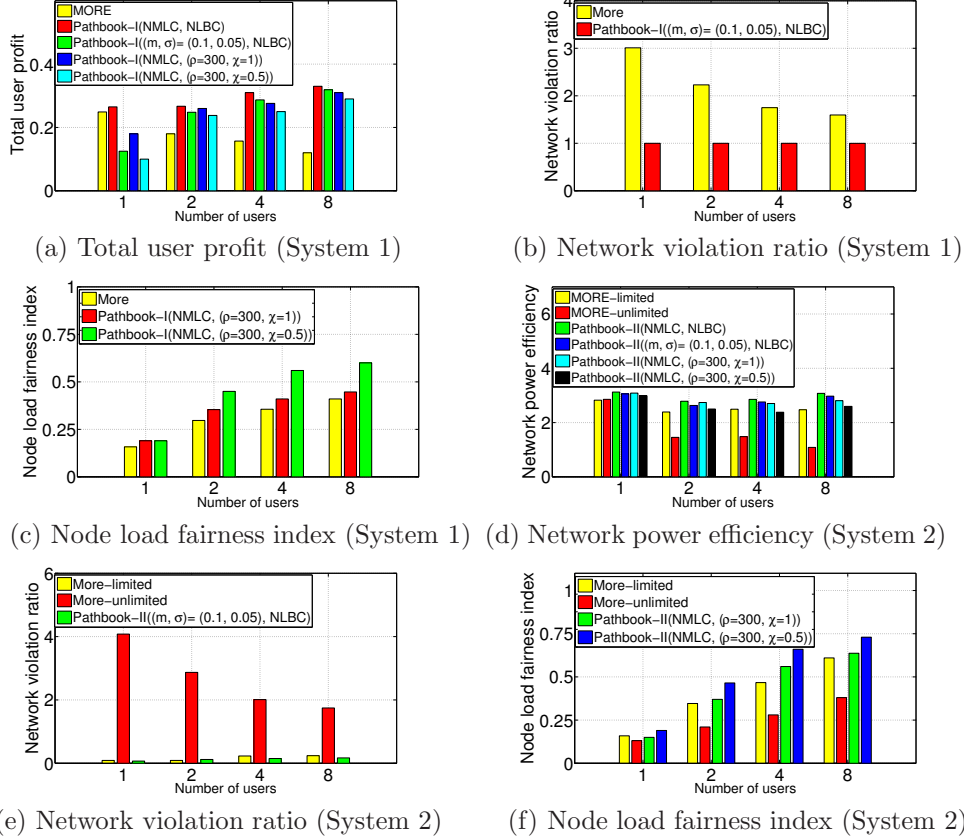 MORE
Pathbook-I(NMLC, NLBC)
Pathbook-I((m, σ)= (0.1, 0.05), NLBC)
Pathbook-I(NMLC, (ρ=300, χ=1))
Pathbook-I(NMLC, (ρ=300, χ=0.5))
Total user profit
0.4
0.2
0
1 2 4 8
Number of users
(a) Total user profit (System 1)
More
Pathbook-I((m, σ)= (0.1, 0.05), NLBC)
Network violation ratio
4
3
2
1
0
1 2 4 8
Number of users
(b) Network violation ratio (System 1)
More
Pathbook-I(NMLC, (ρ=300, χ=1))
Pathbook-I(NMLC, (ρ=300, χ=0.5))
Node load fairness index
1
0.75
0.5
0.25
0
1 2 4 8
Number of users
(c) Node load fairness index (System 1)
MORE-limited
MORE-unlimited
Pathbook-II(NMLC, NLBC)
Pathbook-II((m, σ)= (0.1, 0.05), NLBC)
Pathbook-II(NMLC, (ρ=300, χ=1))
Pathbook-II(NMLC, (ρ=300, χ=0.5))
Network power efficiency
6
4
2
0
1 2 4 8
Number of users
(d) Network power efficiency (System 2)
More-limited
More-unlimited
Pathbook-II((m, σ)= (0.1, 0.05), NLBC)
Network violation ratio
6
4
2
0
1 2 4 8
Number of users
e) Network violation ratio (System 2)
More-limited
More-unlimited
Pathbook-II(NMLC, (ρ=300, χ=1))
Pathbook-II(NMLC, (ρ=300, χ=0.5))
Node load fairness index
1
0.75
0.5
0.25
0
1 2 4 8
Number of users
(f) Node load fairness index (System 2)